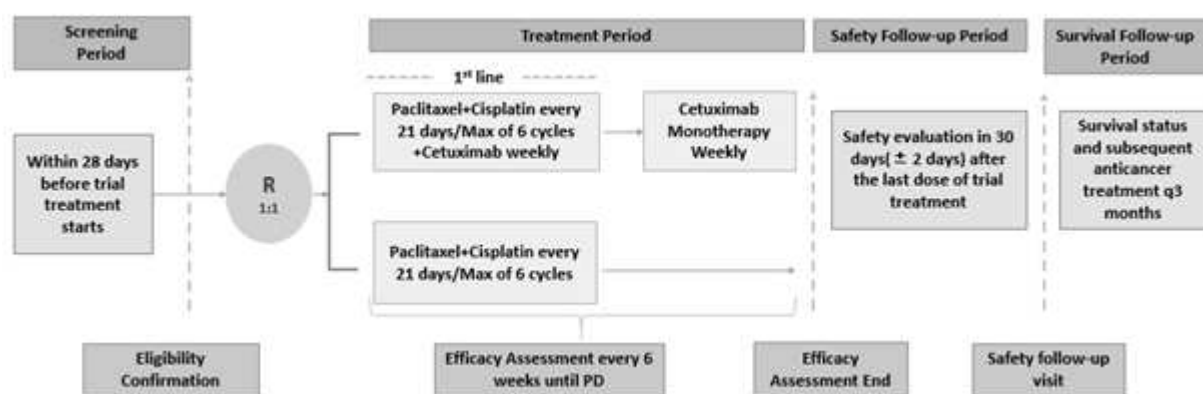 Screening
Period
Treatment Period
Safety Follow-up Period
Survival Follow-up
Period
1st line
Within 28 days
before trial
treatment
starts
R
1:1
Paclitaxel+Cisplatin every
21 days/Max of 6 cycles
+Cetuximab weekly
Cetuximab
Monotherapy
Weekly
Paclitaxel+Cisplatin every
21 days/Max of 6 cycles
Safety evaluation in 30
days( ± 2 days) after
the last dose of trial
treatment
Survival status
and subsequent
anticancer
treatment q3
months
Eligibility
Confirmation
Efficacy Assessment every 6
weeks until PD
Efficacy
Assessment End
Safety follow-up
visit